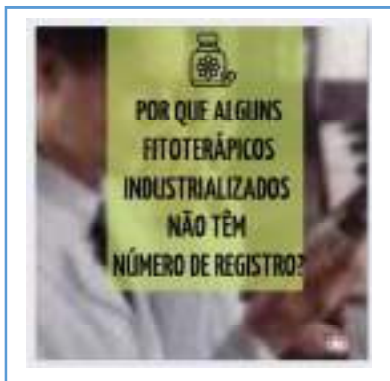 POR QUE ALGUNS
FITOTERÁPICOS
INDUSTRIALIZADOS
NÃO TÊM
NÚMERO DE REGISTRO?